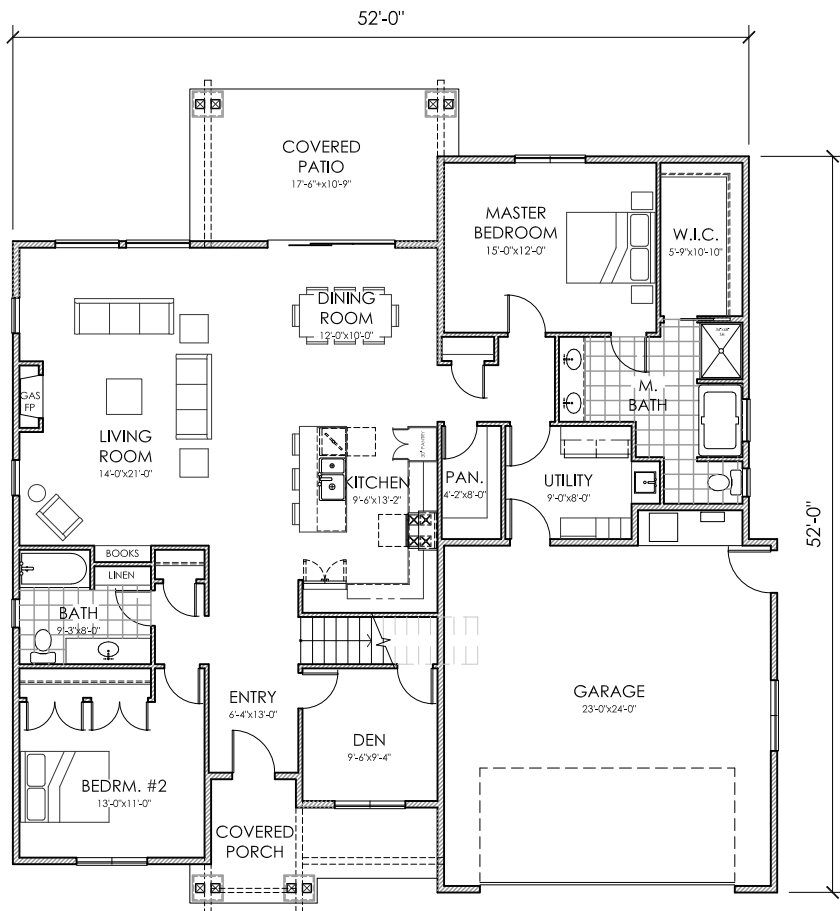 52'-0"
COVERED
PATIO
17'-6"+x10'-9"
MASTER
BEDROOM
15'-0"x12'-0"
W.I.C.
5'-9"x10'-10"
DINING
ROOM
12'-0"x10'-0"
GAS
FP
M.
BATH
LIVING
ROOM
14'-0"x21'-0"
KITCHEN
9'-6"x13'-2"
PAN.
4'-2"x8'-0"
UTILITY
9'-0"x8'-0"
52'-0"
BOOKS
LINEN
BATH
9'-3"x8'-0"
ENTRY
6'-4"x13'-0"
GARAGE
23'-0"x24'-0"
DEN
9'-6"x9'-4"
BEDRM. #2
13'-0"x11'-0"
COVERED
PORCH